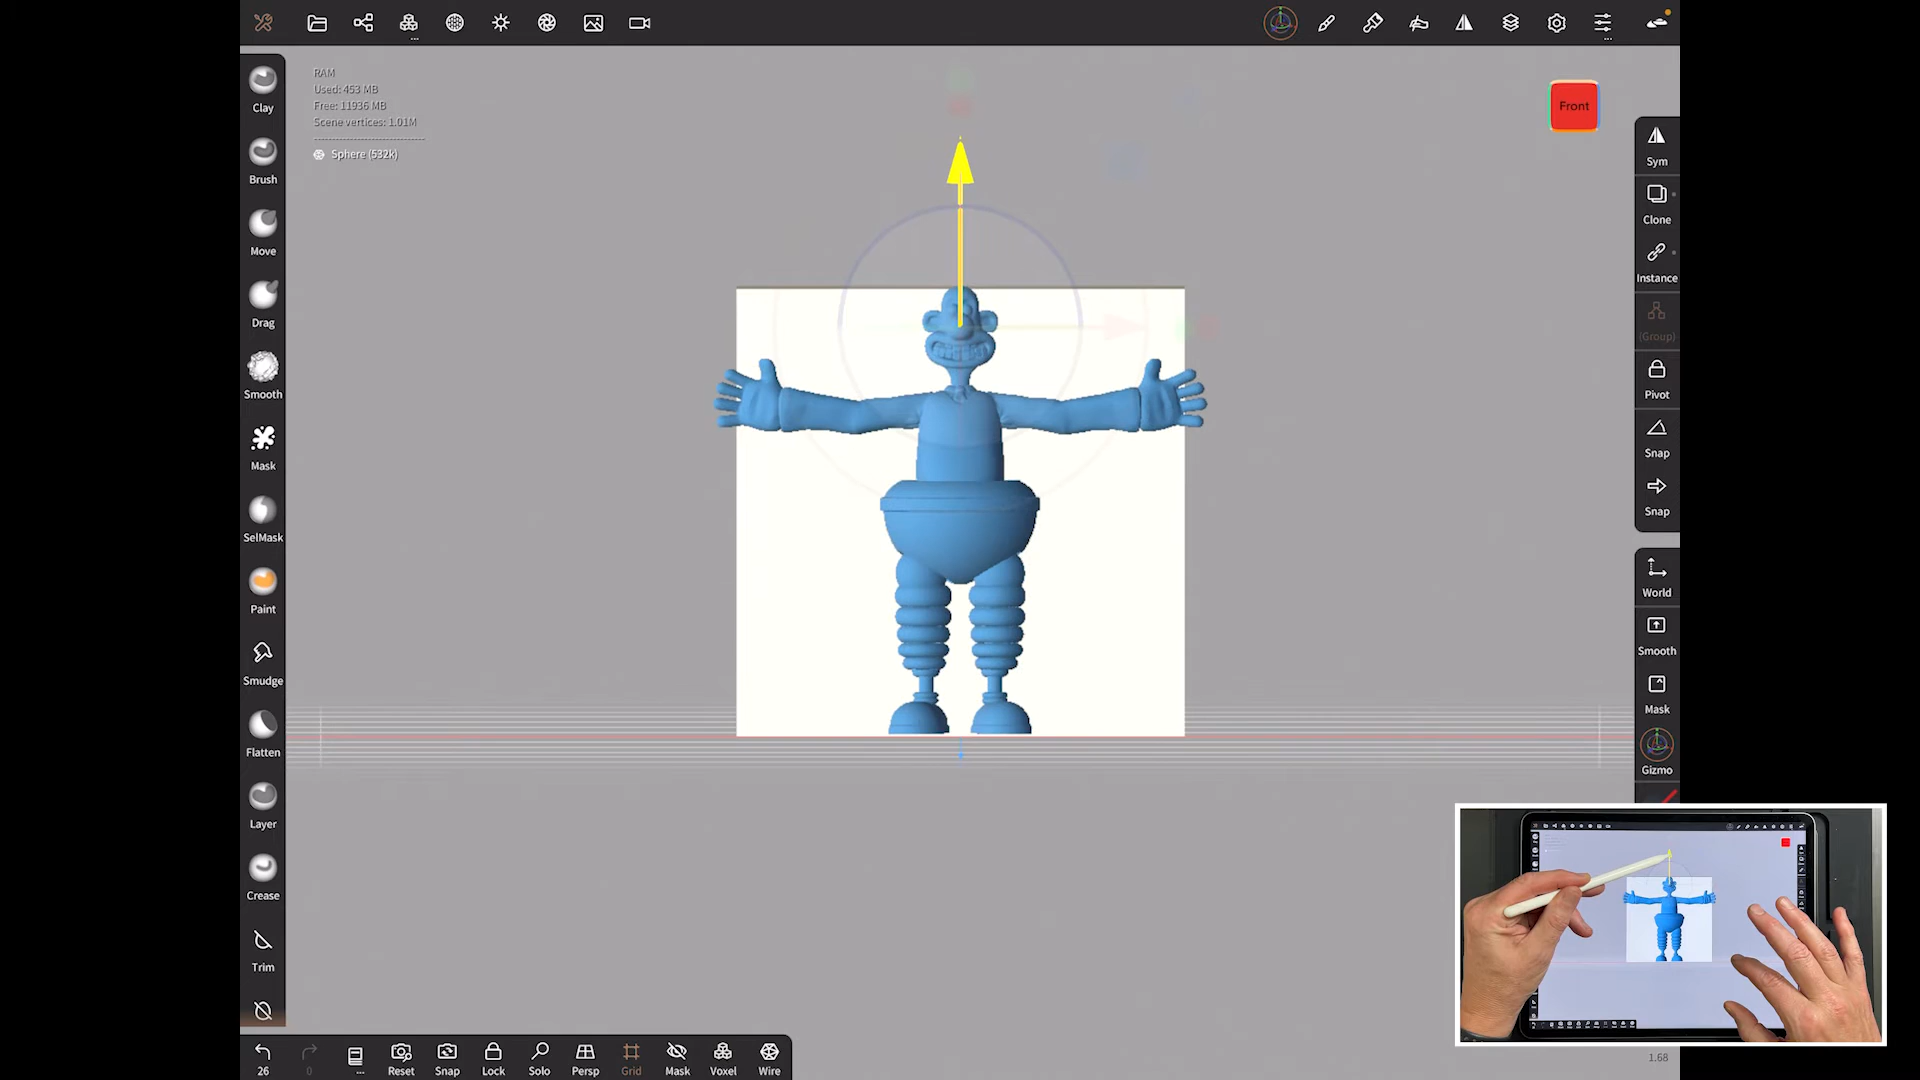 RAM
Used: 453 MB
Free: 11936 MB
Scene vertices: 1.01M
Sphere (532k)
Front
Clay
Brush
Move
Drag
Smooth
Mask
SelMask
Paint
Smudge
Flatten
Layer
Crease
Trim
Sym
Clone
Instance
(Group)
Pivot
Snap
Snap
World
Smooth
Mask
Gizmo
26
0
...
Reset
Snap
Lock
Solo
Persp
Grid
Mask
Voxel
Wire
1.68